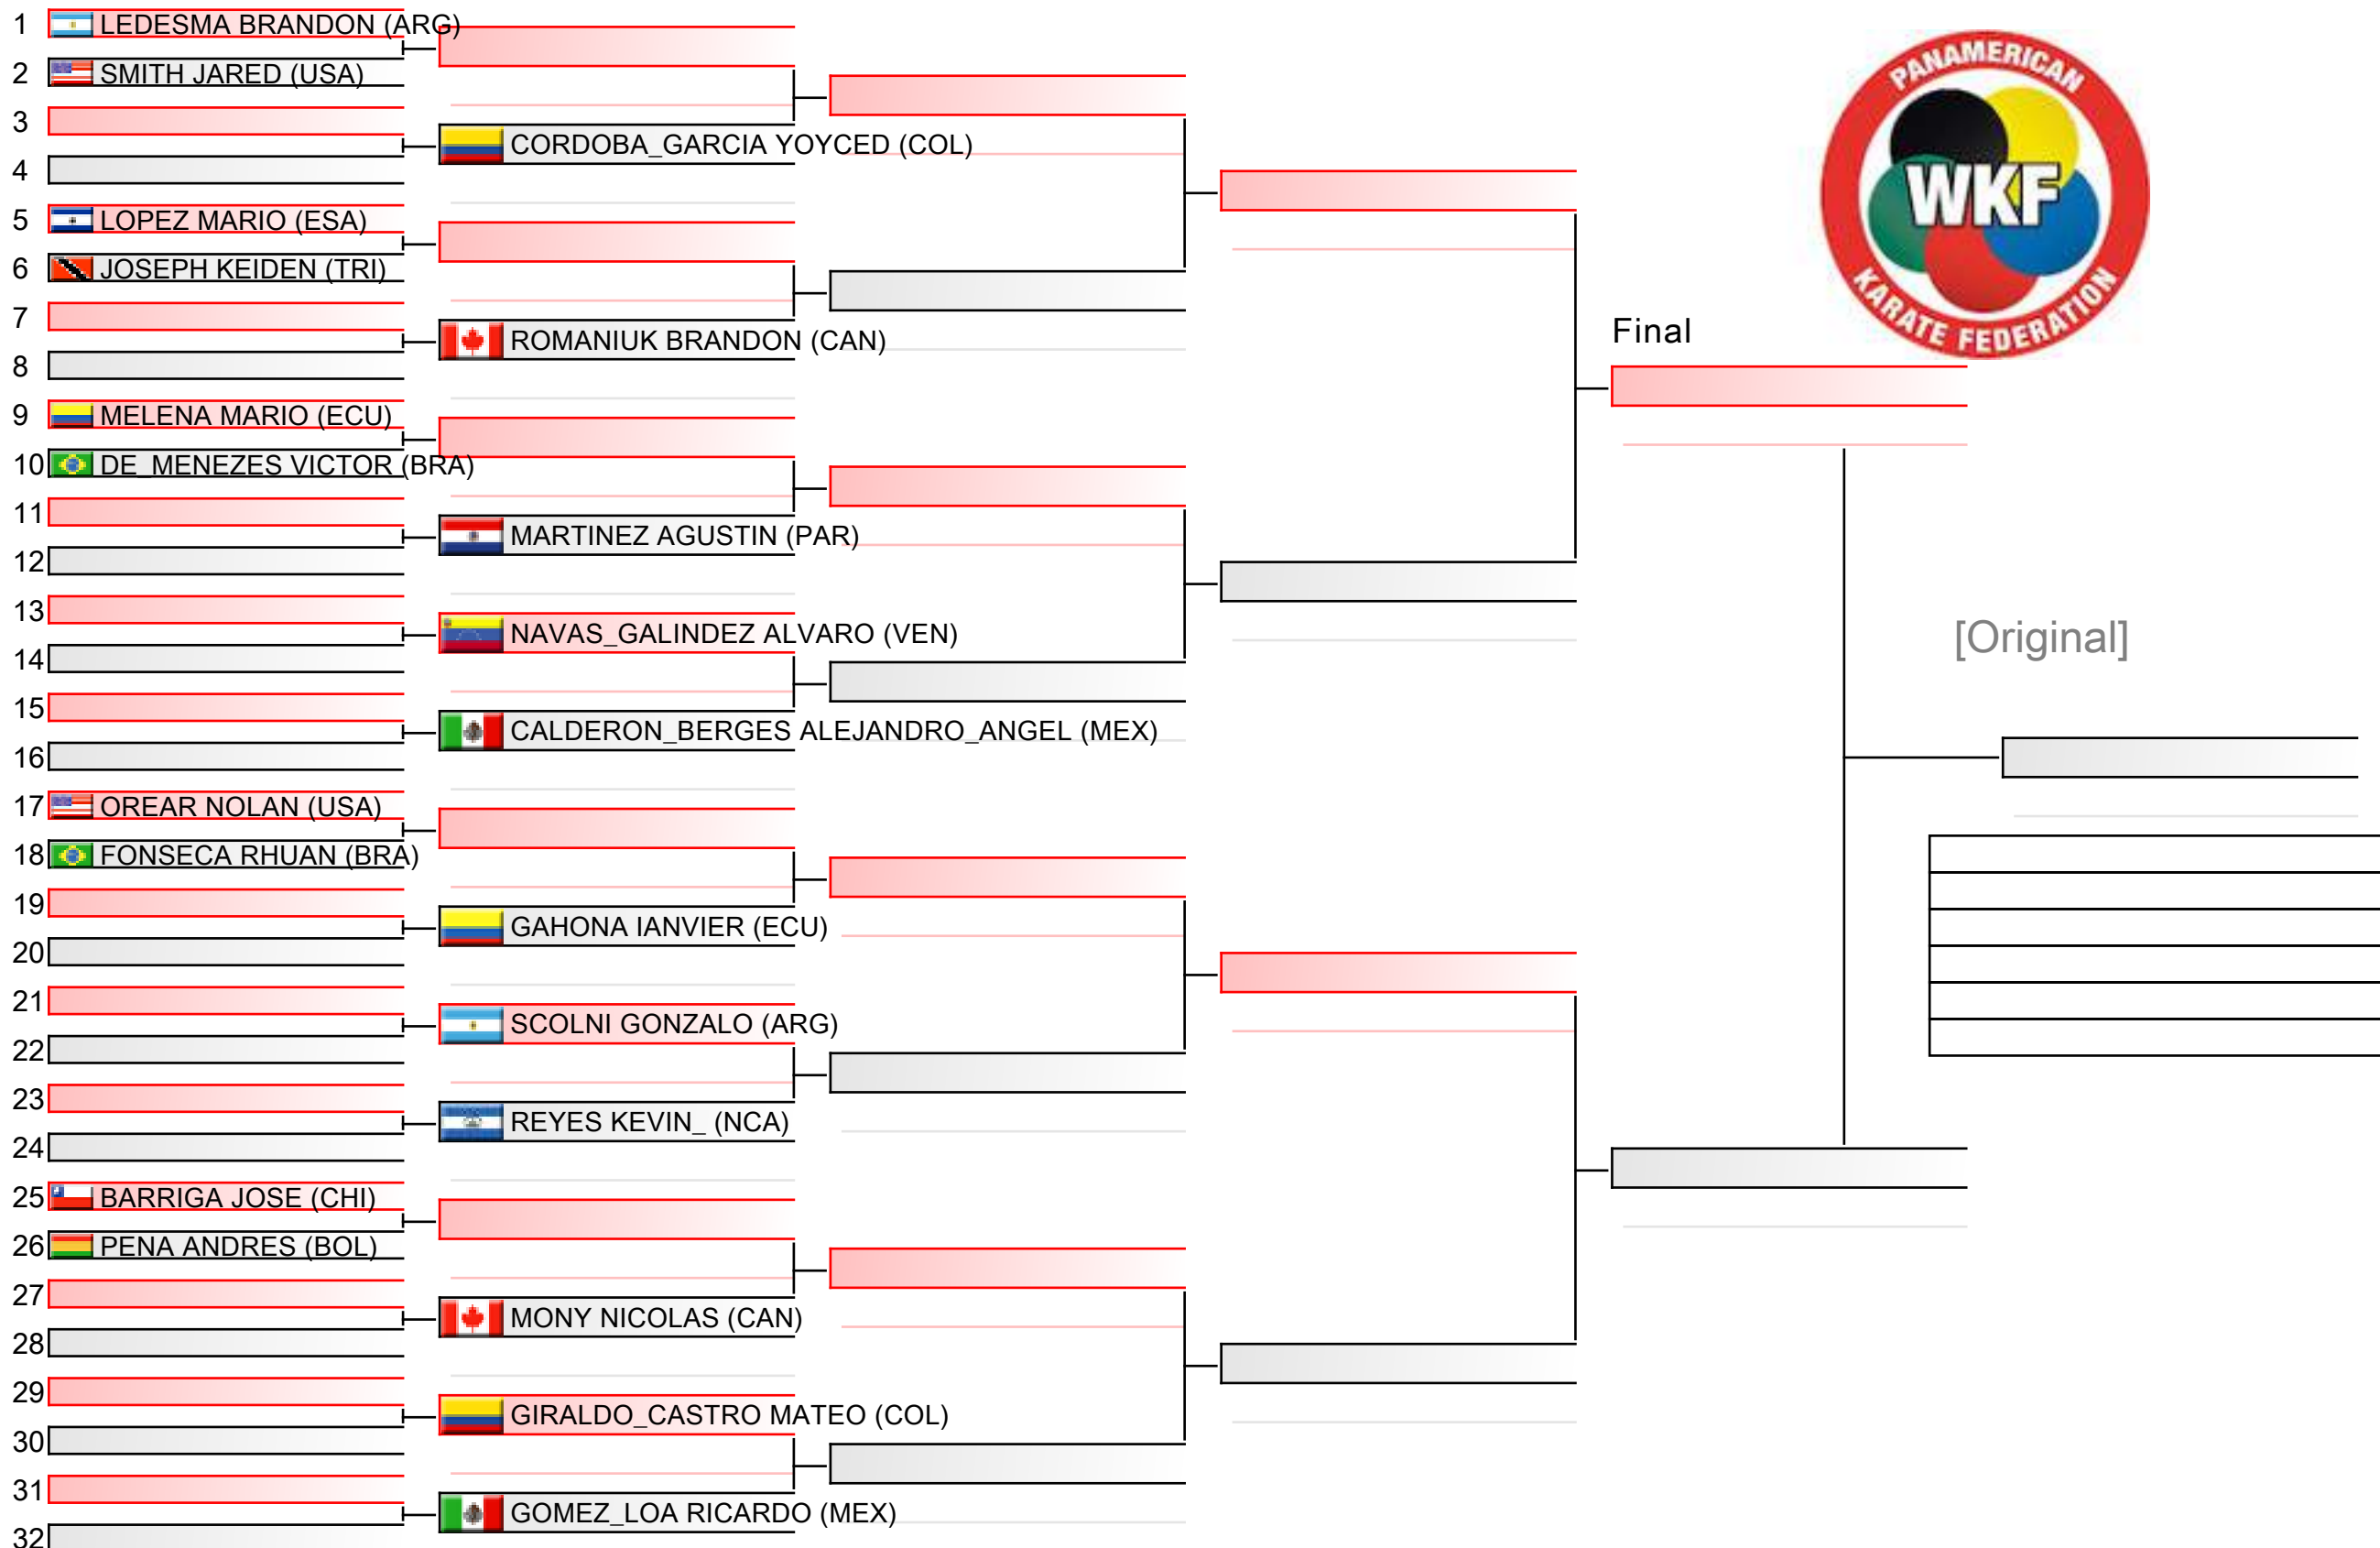 1 LEDESMA BRANDON (ARG)
2 SMITH JARED (USA)
3
CORDOBA_GARCIA YOYCED (COL)
4
5 LOPEZ MARIO (ESA)
6 JOSEPH KEIDEN (TRI)
7
ROMANIUK BRANDON (CAN)
8
9 MELENA MARIO (ECU)
10 DE_MENEZES VICTOR (BRA)
11
MARTINEZ AGUSTIN (PAR)
12
13
NAVAS_GALINDEZ ALVARO (VEN)
14
15
CALDERON_BERGES ALEJANDRO_ANGEL (MEX)
16
17 OREAR NOLAN (USA)
18 FONSECA RHUAN (BRA)
19
GAHONA IANVIER (ECU)
20
21
SCOLNI GONZALO (ARG)
22
23
REYES KEVIN_ (NCA)
24
25 BARRIGA JOSE (CHI)
26 PENA ANDRES (BOL)
27
MONY NICOLAS (CAN)
28
29
GIRALDO_CASTRO MATEO (COL)
30
31
GOMEZ_LOA RICARDO (MEX)
32
Final
PANAMERICAN
WKF
KARATE FEDERATION
[Original]